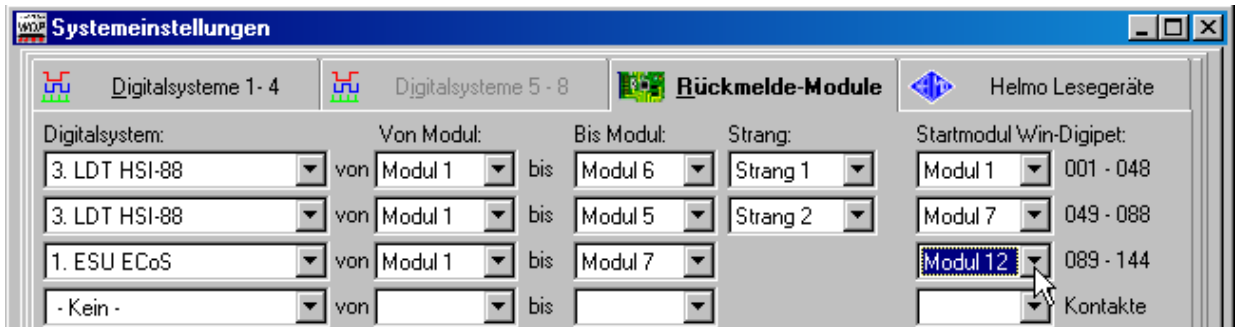 WDP Systemeinstellungen
Digitalsysteme 1- 4 Digitalsysteme 5 - 8 Rückmelde-Module Helmo Lesegeräte
Digitalsystem: Von Modul: Bis Modul: Strang: Startmodul Win-Digipet:
3. LDT HSI-88 von Modul 1 bis Modul 6 Strang 1 Modul 1 001 - 048
3. LDT HSI-88 von Modul 1 bis Modul 5 Strang 2 Modul 7 049 - 088
1. ESU ECoS von Modul 1 bis Modul 7 Modul 12 089 - 144
- Kein - von bis Kontakte